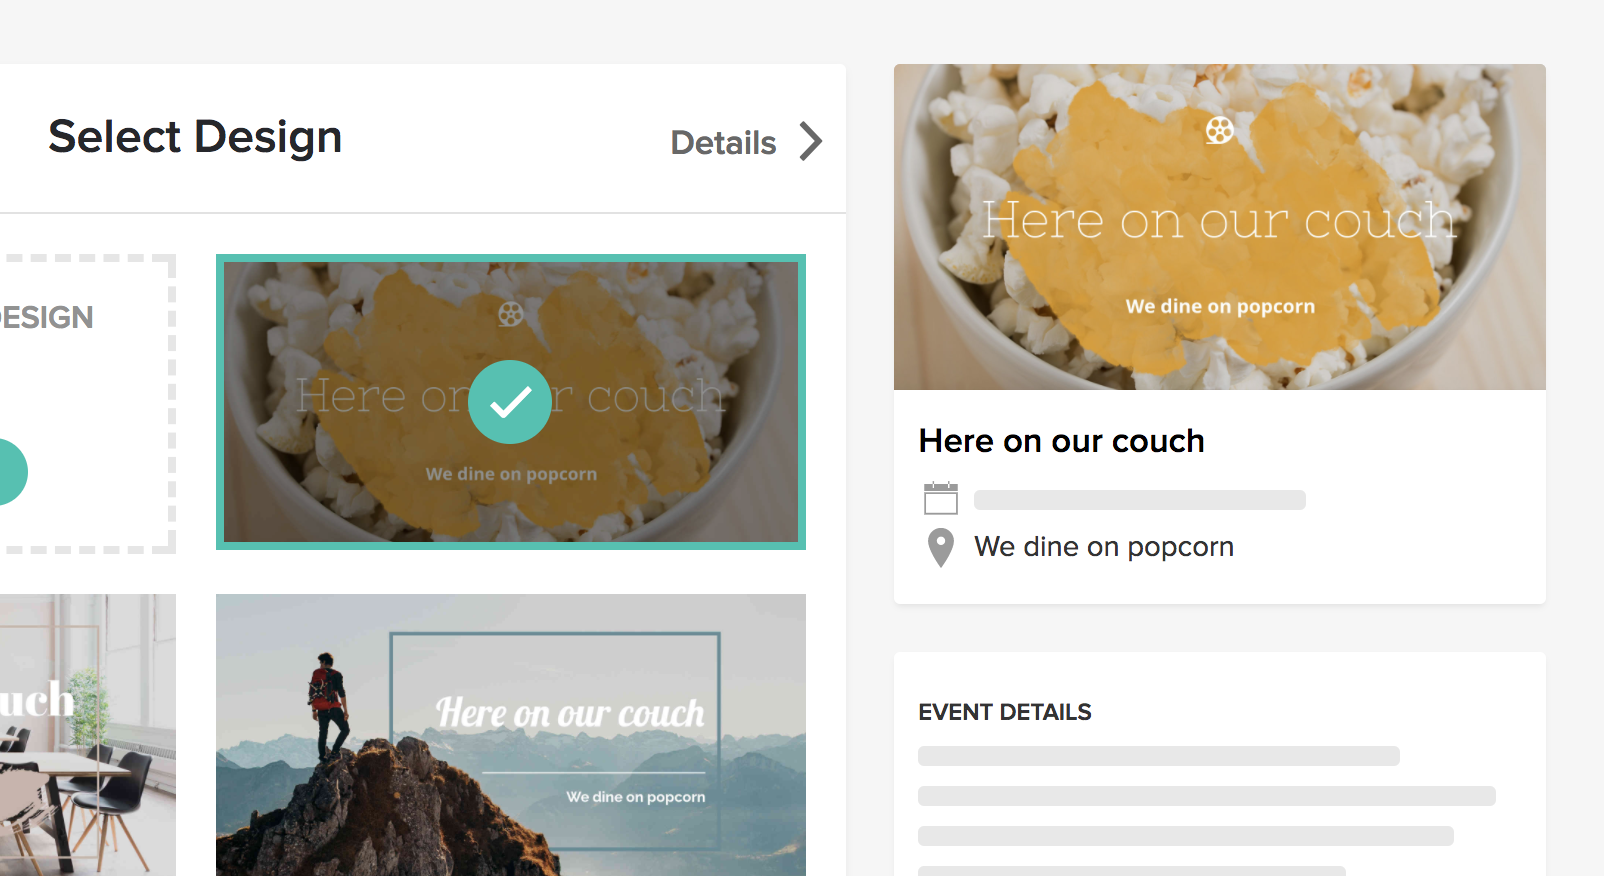 Select Design
Details
ESIGN
Here on r couch
We dine on popcorn
uch
Here on our couch
We dine on popcorn
Here on our couch
We dine on popcorn
Here on our couch
We dine on popcorn
EVENT DETAILS